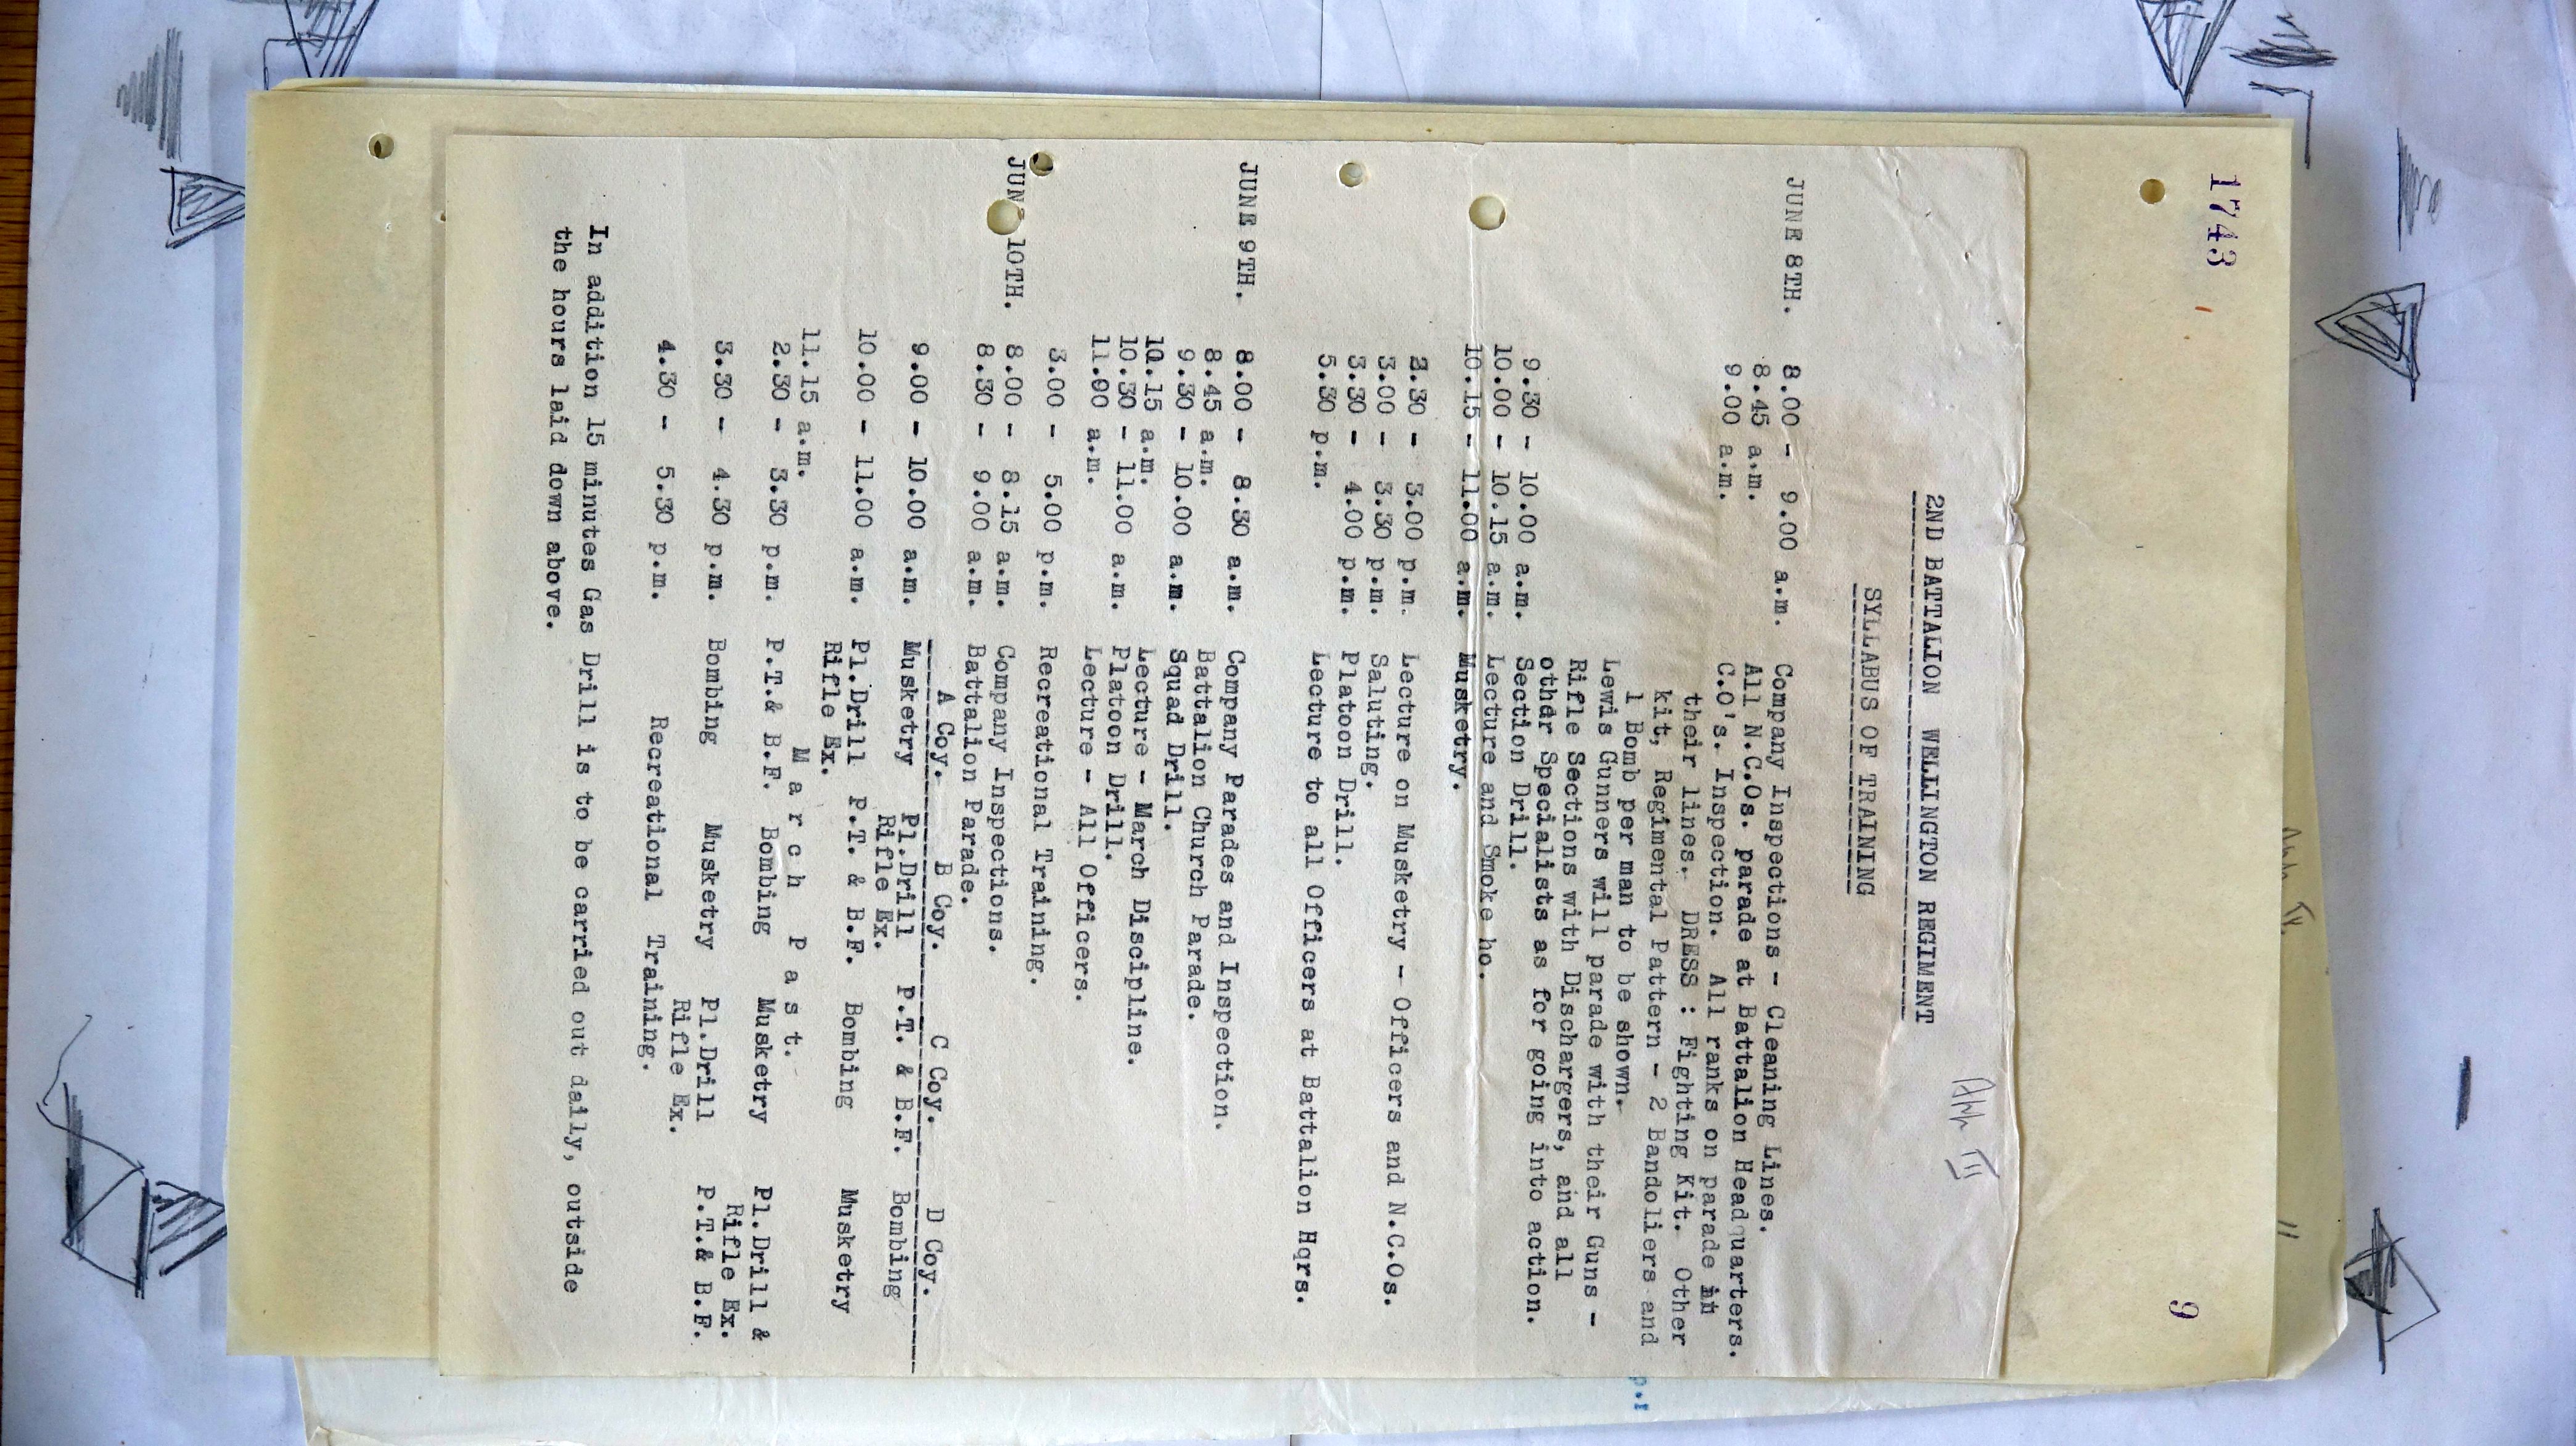 1743
9
App III
2ND BATTALION WELLINGTON REGIMENT
SYLLABUS OF TRAINING
JUNE 8TH. 8.00 - 9.00 a.m. Company Inspections - Cleaning Lines.
8.45 a.m. All N.C.Os. parade at Battalion Headquarters.
9.00 a.m. C.O's. Inspection. All ranks on parade in
their lines. DRESS : Fighting Kit. Other
kit, Regimental Pattern - 2 Bandoliers and
1 Bomb per man to be shown.
Lewis Gunners will parade with their Guns -
Rifle Sections with Dischargers, and all
other Specialists as for going into action.
9.30 - 10.00 a.m. Section Drill.
10.00 - 10.15 a.m. Lecture and Smoke ho.
10.15 - 11.00 a.m. Musketry.
2.30 - 3.00 p.m. Lecture on Musketry - Officers and N.C.Os.
3.00 - 3.30 p.m. Saluting.
3.30 - 4.00 p.m. Platoon Drill.
5.30 p.m. Lecture to all Officers at Battalion Hqrs.
JUNE 9TH. 8.00 - 8.30 a.m. Company Parades and Inspection.
8.45 a.m. Battalion Church Parade.
9.30 - 10.00 a.m. Squad Drill.
10.15 a.m. Lecture - March Discipline.
10.30 - 11.00 a.m. Platoon Drill.
11.00 a.m. Lecture - All Officers.
3.00 - 5.00 p.m. Recreational Training.
JUN 10TH. 8.00 - 8.15 a.m. Company Inspections.
8.30 - 9.00 a.m. Battalion Parade.
A Coy. B Coy. C Coy. D Coy.
9.00 - 10.00 a.m. Musketry Pl.Drill P.T. & B.F. Bombing
Rifle Ex.
10.00 - 11.00 a.m. Pl.Drill P.T. & B.F. Bombing Musketry
Rifle Ex.
11.15 a.m. M a r c h P a s t.
2.30 - 3.30 p.m. P.T.& B.F. Bombing Musketry Pl.Drill &
Rifle Ex.
3.30 - 4.30 p.m. Bombing Musketry Pl.Drill P.T.& B.F.
Rifle Ex.
4.30 - 5.30 p.m. Recreational Training.
In addition 15 minutes Gas Drill is to be carried out daily, outside
the hours laid down above.